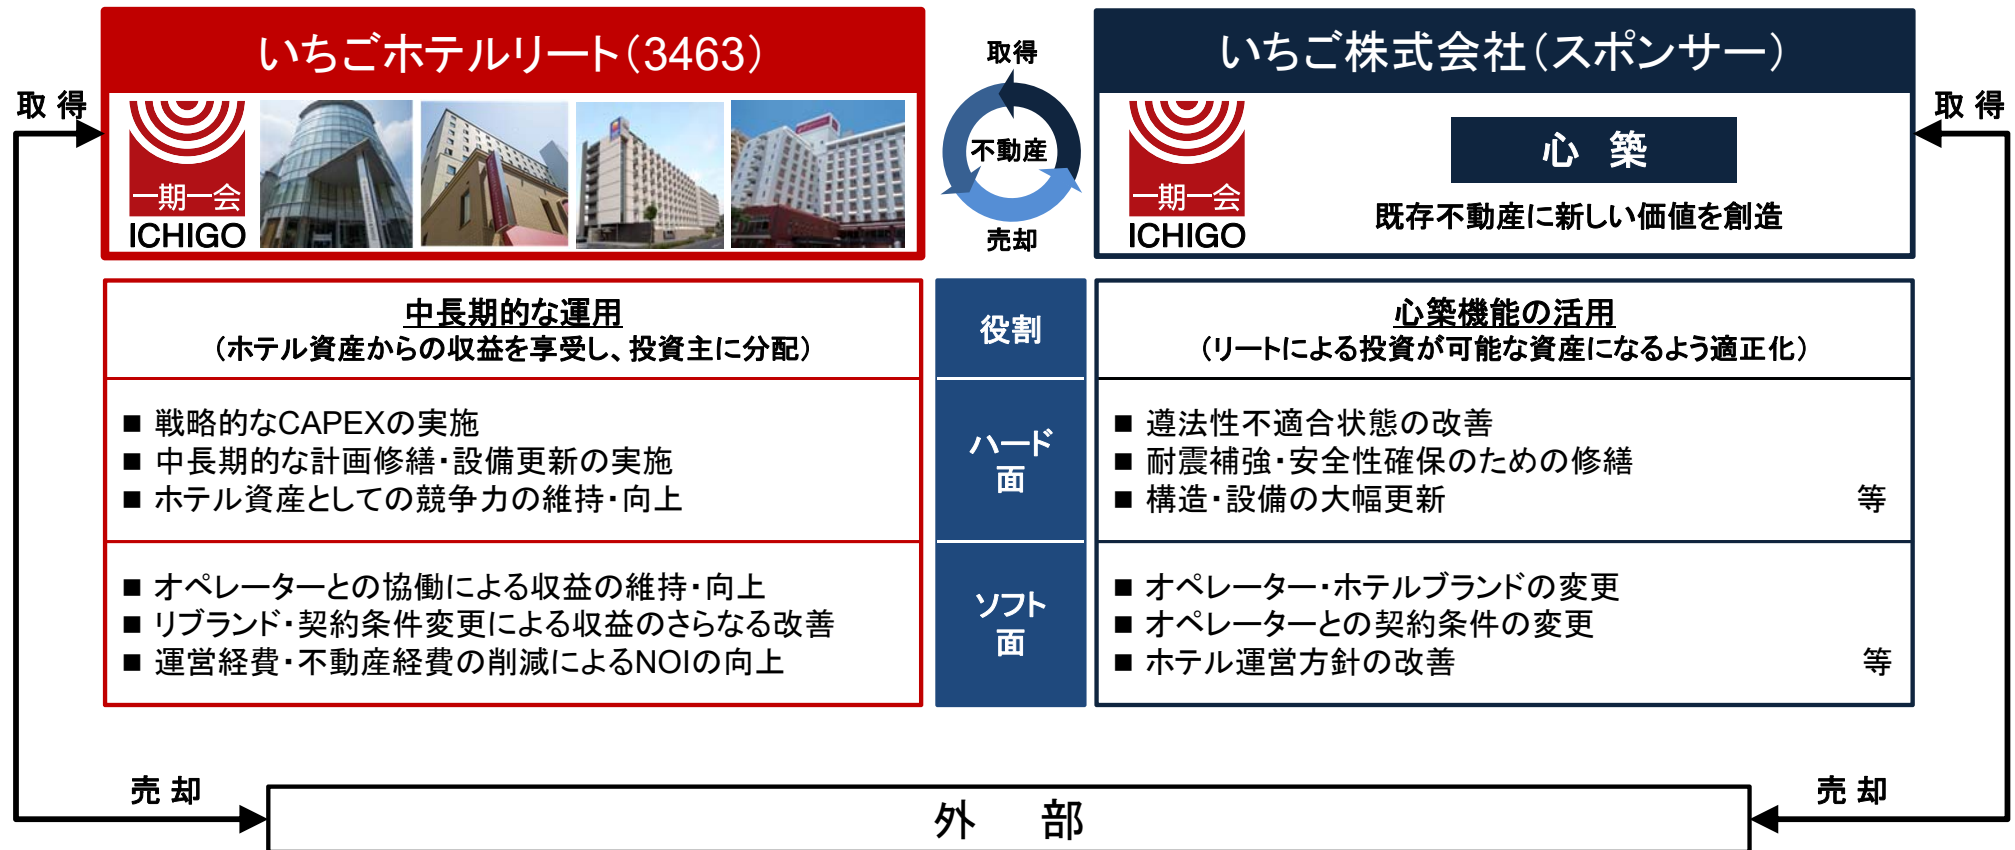 いちごホテルリート（3463）
取得
一期一会
ICHIGO
取得
不動産
売却
いちご株式会社（スポンサー）
一期一会
ICHIGO
心 築
既存不動産に新しい価値を創造
取得
中長期的な運用
（ホテル資産からの収益を享受し、投資主に分配）
役割
心築機能の活用
（リートによる投資が可能な資産になるよう適正化）
■ 戦略的なCAPEXの実施
■ 中長期的な計画修繕・設備更新の実施
■ ホテル資産としての競争力の維持・向上
ハード
面
■ 遵法性不適合状態の改善
■ 耐震補強・安全性確保のための修繕
■ 構造・設備の大幅更新 等
■ オペレーターとの協働による収益の維持・向上
■ リブランド・契約条件変更による収益のさらなる改善
■ 運営経費・不動産経費の削減によるNOIの向上
ソフト
面
■ オペレーター・ホテルブランドの変更
■ オペレーターとの契約条件の変更
■ ホテル運営方針の改善 等
売却
外 部
売却